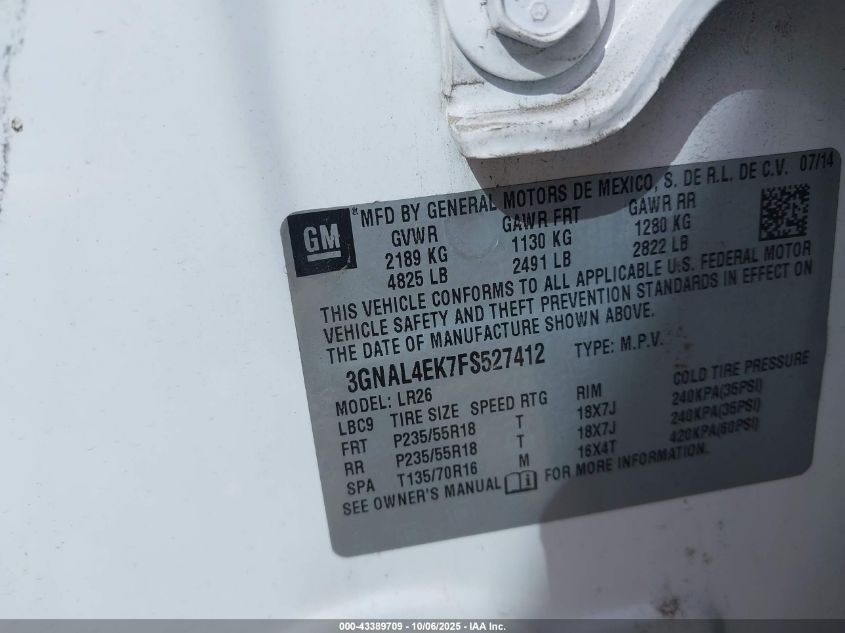 GM
® MFD BY GENERAL MOTORS DE MEXICO, S. DE R.L. DE C.V. 07/14
GVWR GAWR FRT GAWR RR
2189 KG 1130 KG 1280 KG
4825 LB 2491 LB 2822 LB
THIS VEHICLE CONFORMS TO ALL APPLICABLE U.S. FEDERAL MOTOR
VEHICLE SAFETY AND THEFT PREVENTION STANDARDS IN EFFECT ON
THE DATE OF MANUFACTURE SHOWN ABOVE.
3GNAL4EK7FS527412 TYPE: M.P.V.
MODEL: LR26
LBC9 TIRE SIZE SPEED RTG RIM COLD TIRE PRESSURE
FRT P235/55R18 T 18X7J 240KPA(35PSI)
RR P235/55R18 T 18X7J 240KPA(35PSI)
SPA T135/70R16 M 16X4T 420KPA(60PSI)
SEE OWNER'S MANUAL i FOR MORE INFORMATION.
000-43389709 - 10/06/2025 - IAA Inc.